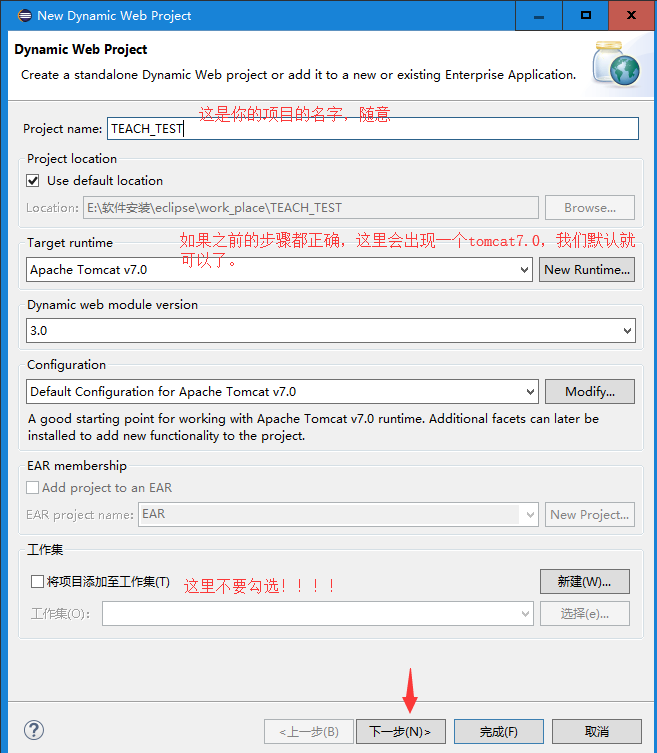 New Dynamic Web Project
Dynamic Web Project
Create a standalone Dynamic Web project or add it to a new or existing Enterprise Application.
这是你的项目的名字，随意
Project name: TEACH_TEST
Project location
Use default location
Location: E:\软件安装\eclipse\work_place\TEACH_TEST Browse...
Target runtime
如果之前的步骤都正确，这里会出现一个tomcat7.0，我们默认就
可以了。
Apache Tomcat v7.0 New Runtime...
Dynamic web module version
3.0
Configuration
Default Configuration for Apache Tomcat v7.0 Modify...
A good starting point for working with Apache Tomcat v7.0 runtime. Additional facets can later be
installed to add new functionality to the project.
EAR membership
Add project to an EAR
EAR project name: EAR New Project...
工作集
将项目添加至工作集(T) 这里不要勾选！！！！ 新建(W)...
工作集(O)： 选择(e)...
? <上一步(B) 下一步(N)> 完成(F) 取消